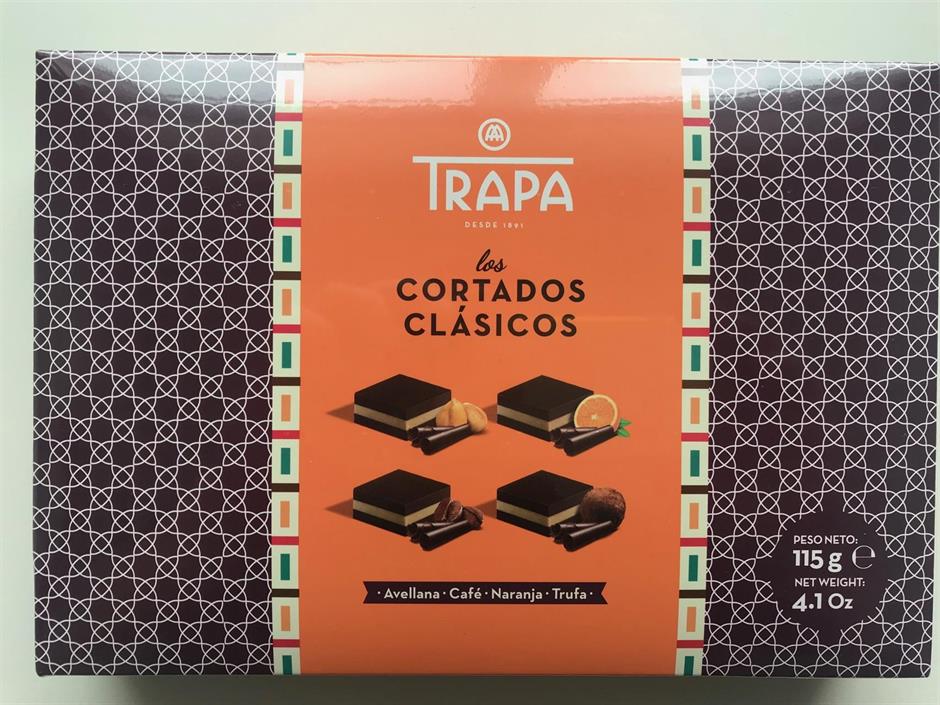 TRAPA
DESDE 1891
los
CORTADOS
CLÁSICOS
· Avellana · Café · Naranja · Trufa ·
PESO NETO:
115 g ℮
NET WEIGHT:
4.1 Oz